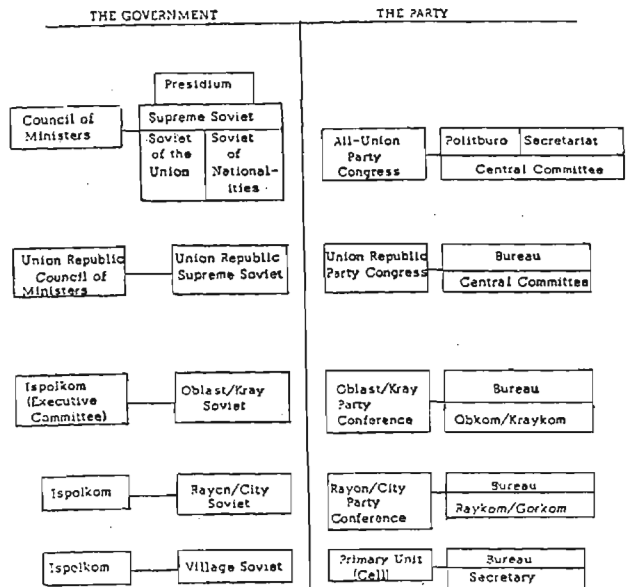 THE GOVERNMENT
THE PARTY
Presidium
Council of
Ministers
Supreme Soviet
Soviet
of the
Union
Soviet
of
National-
ities
All-Union
Party
Congress
Politburo
Secretariat
Central Committee
Union Republic
Council of
Ministers
Union Republic
Supreme Soviet
Union Republic
Party Congress
Bureau
Central Committee
Ispolkom
(Executive
Committee)
Oblast/Kray
Soviet
Oblast/Kray
Party
Conference
Bureau
Obkom/Kraykom
Ispolkom
Rayon/City
Soviet
Rayon/City
Party
Conference
Bureau
Raykom/Gorkom
Ispolkom
Village Soviet
Primary Unit
(Cell)
Bureau
Secretary